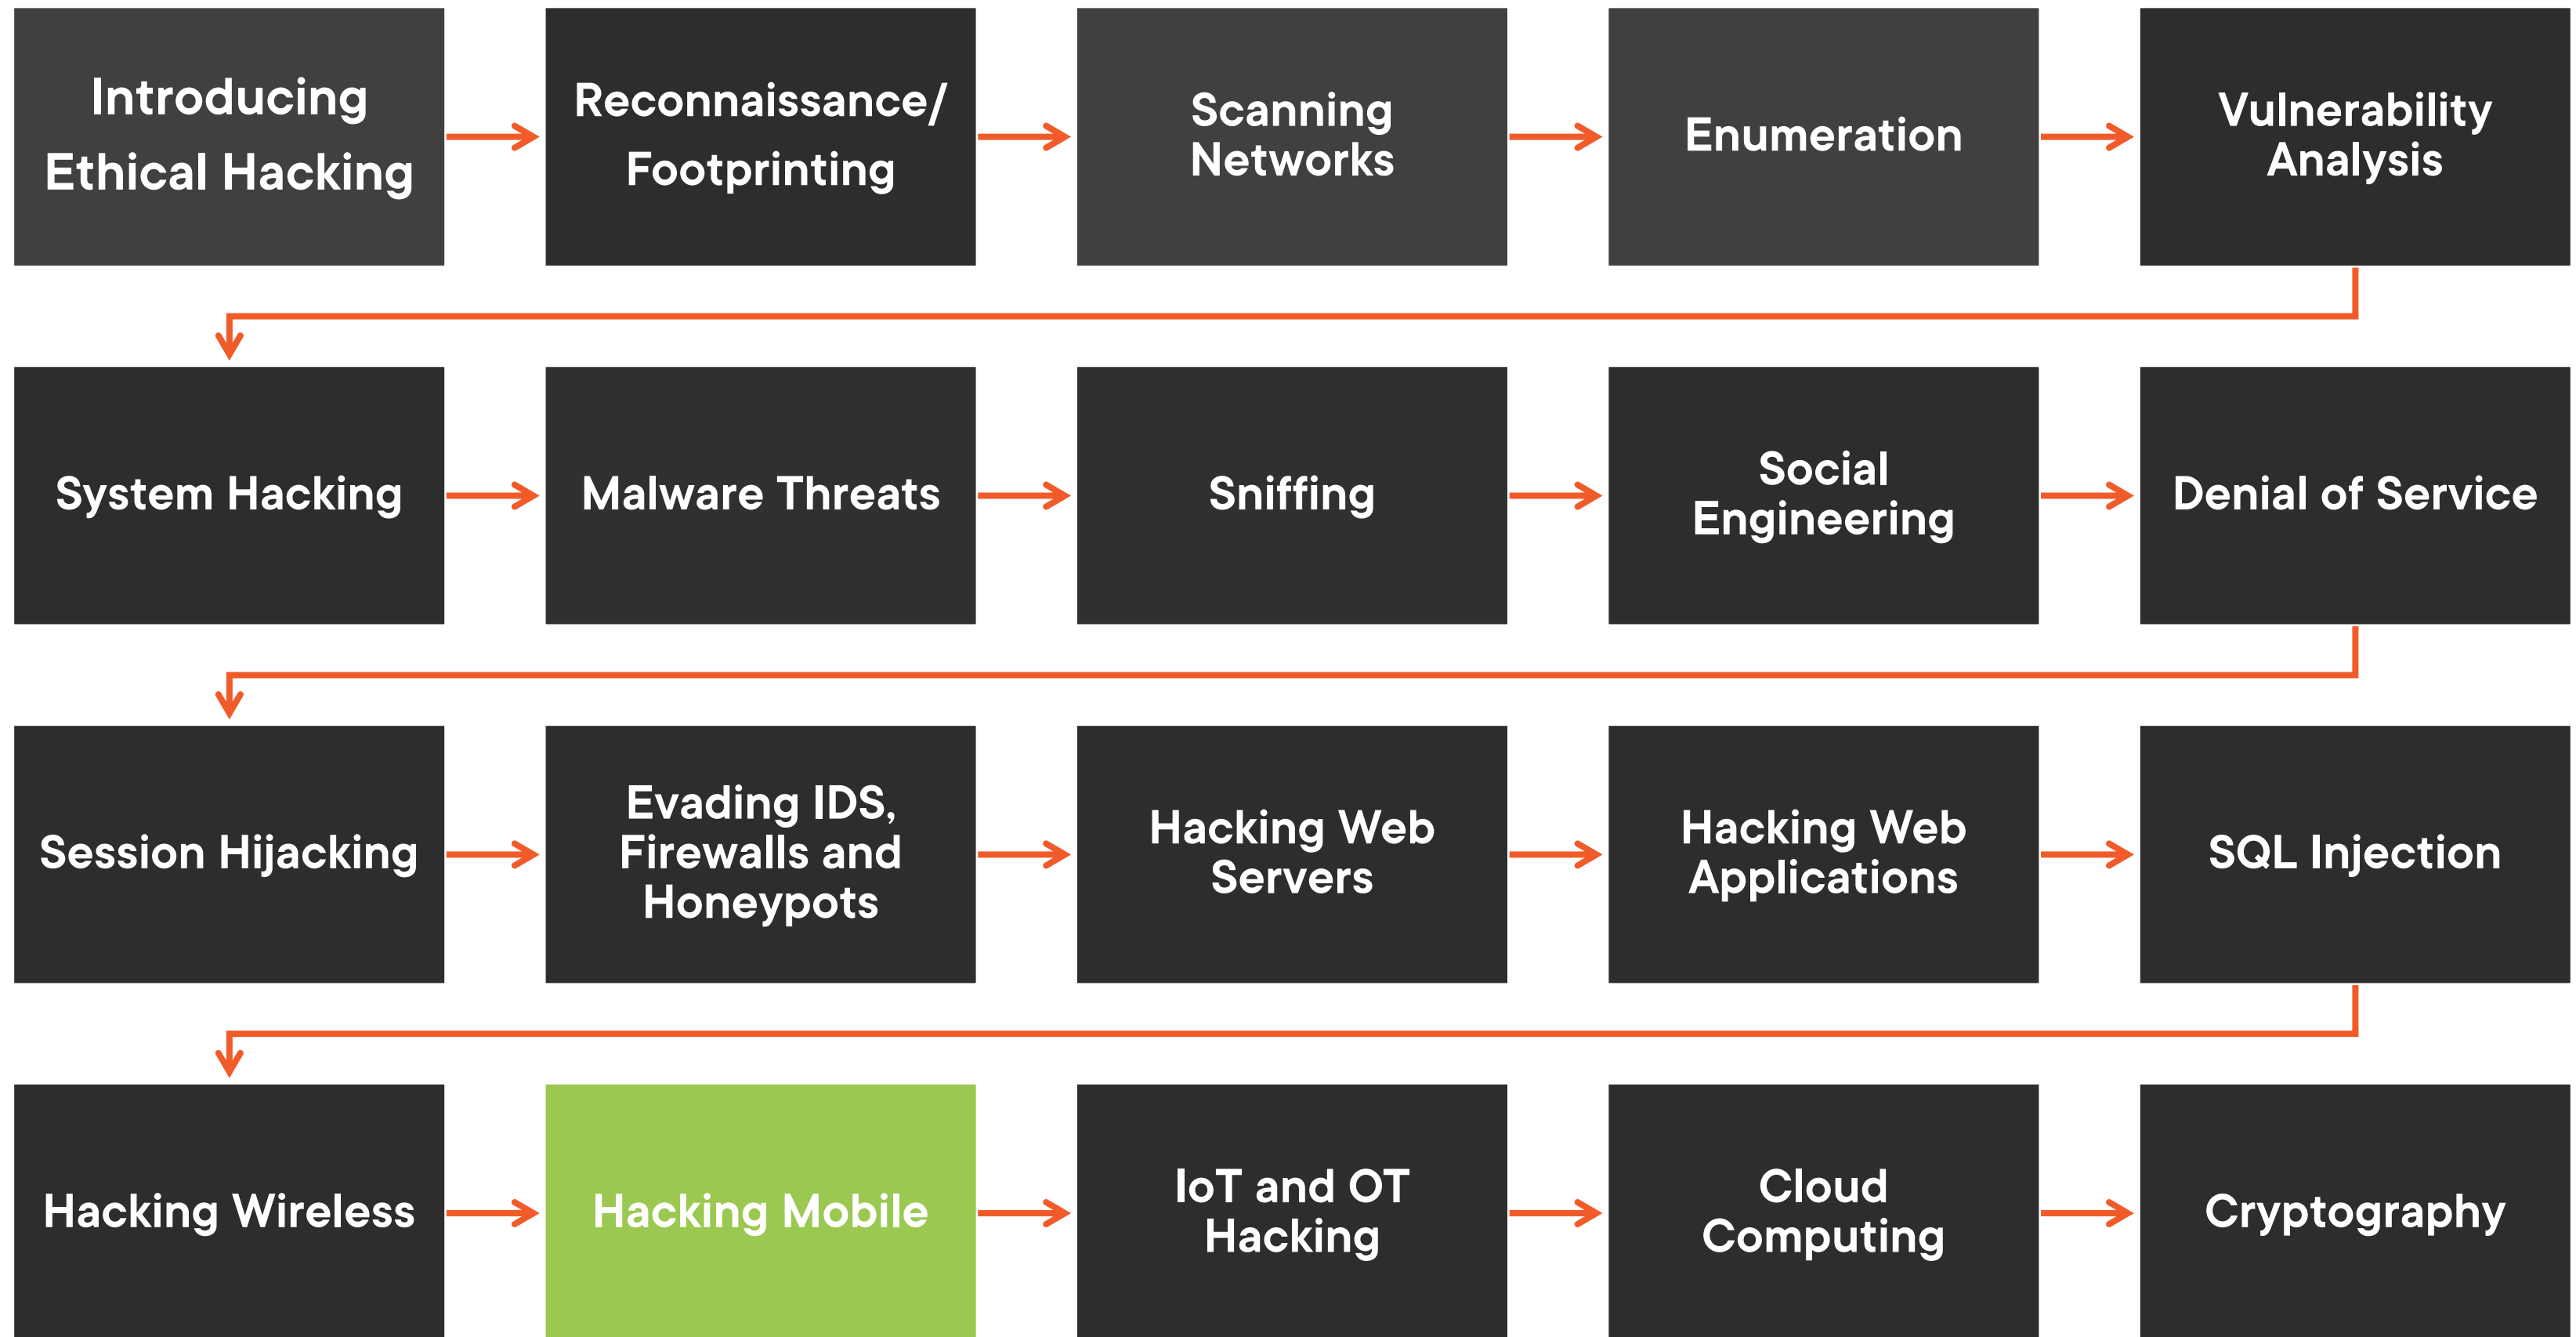 Introducing
Ethical Hacking
Reconnaissance/
Footprinting
Scanning
Networks
Enumeration
Vulnerability
Analysis
System Hacking
Malware Threats
Sniffing
Social
Engineering
Denial of Service
Session Hijacking
Evading IDS,
Firewalls and
Honeypots
Hacking Web
Servers
Hacking Web
Applications
SQL Injection
Hacking Wireless
Hacking Mobile
IoT and OT
Hacking
Cloud
Computing
Cryptography